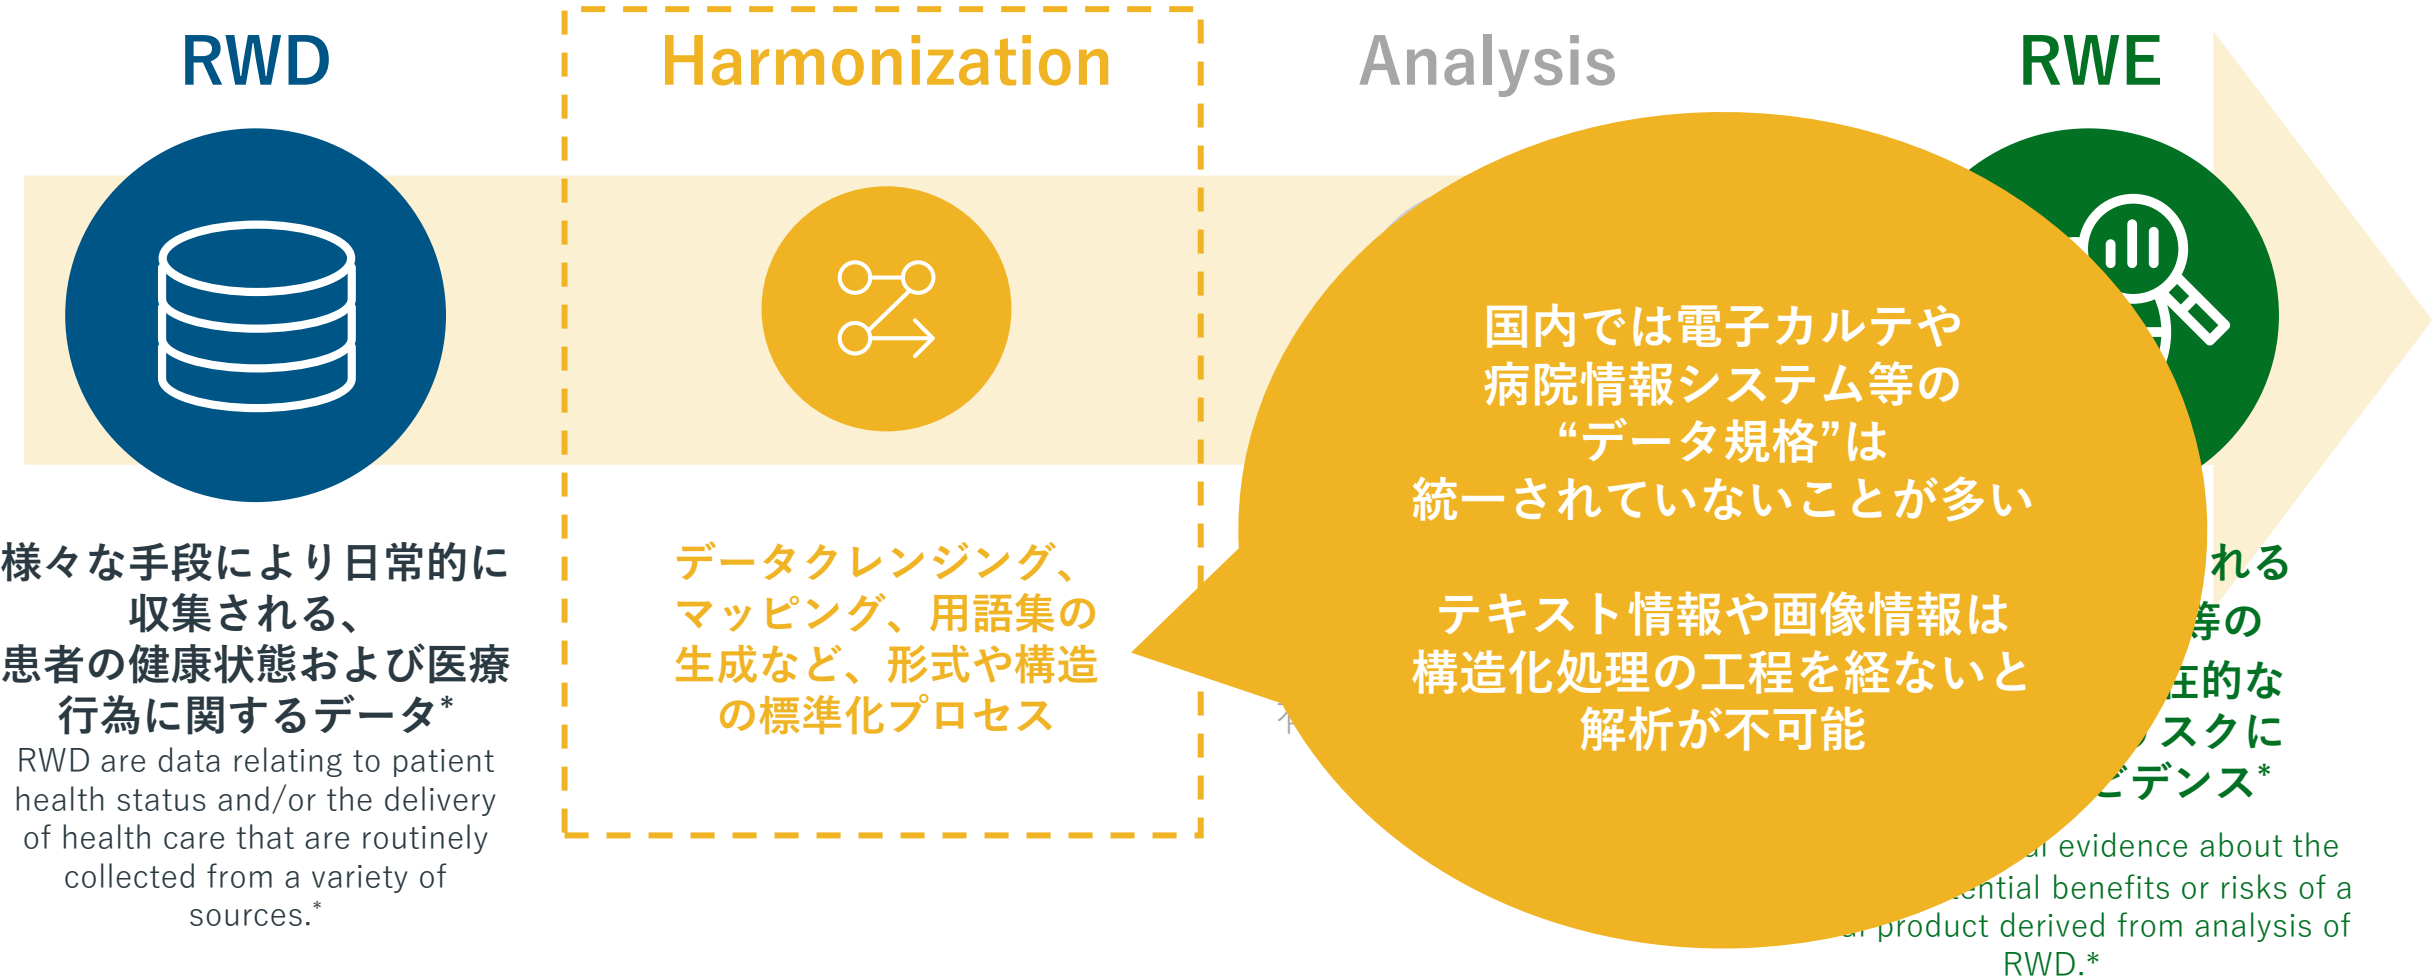 RWD
様々な手段により日常的に
収集される、
患者の健康状態および医療
行為に関するデータ*
RWD are data relating to patient
health status and/or the delivery
of health care that are routinely
collected from a variety of
sources.*
Harmonization
データクレンジング、
マッピング、用語集の
生成など、形式や構造
の標準化プロセス
Analysis
国内では電子カルテや
病院情報システム等の
“データ規格”は
統一されていないことが多い
テキスト情報や画像情報は
構造化処理の工程を経ないと
解析が不可能
RWE
れる
等の
在的な
リスクに
デンス*
evidence about the
benefits or risks of a
product derived from analysis of
RWD.*